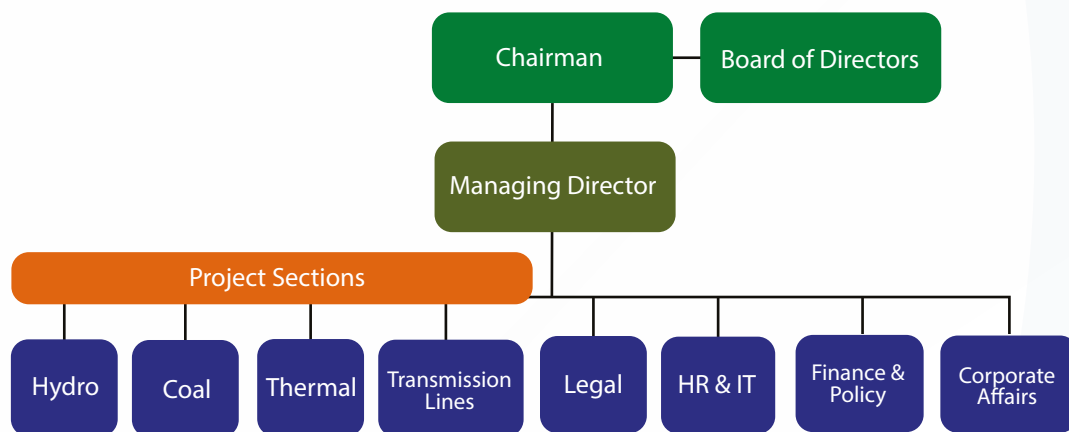 Chairman
Board of Directors
Managing Director
Project Sections
Hydro
Coal
Thermal
Transmission
Lines
Legal
HR & IT
Finance &
Policy
Corporate
Affairs